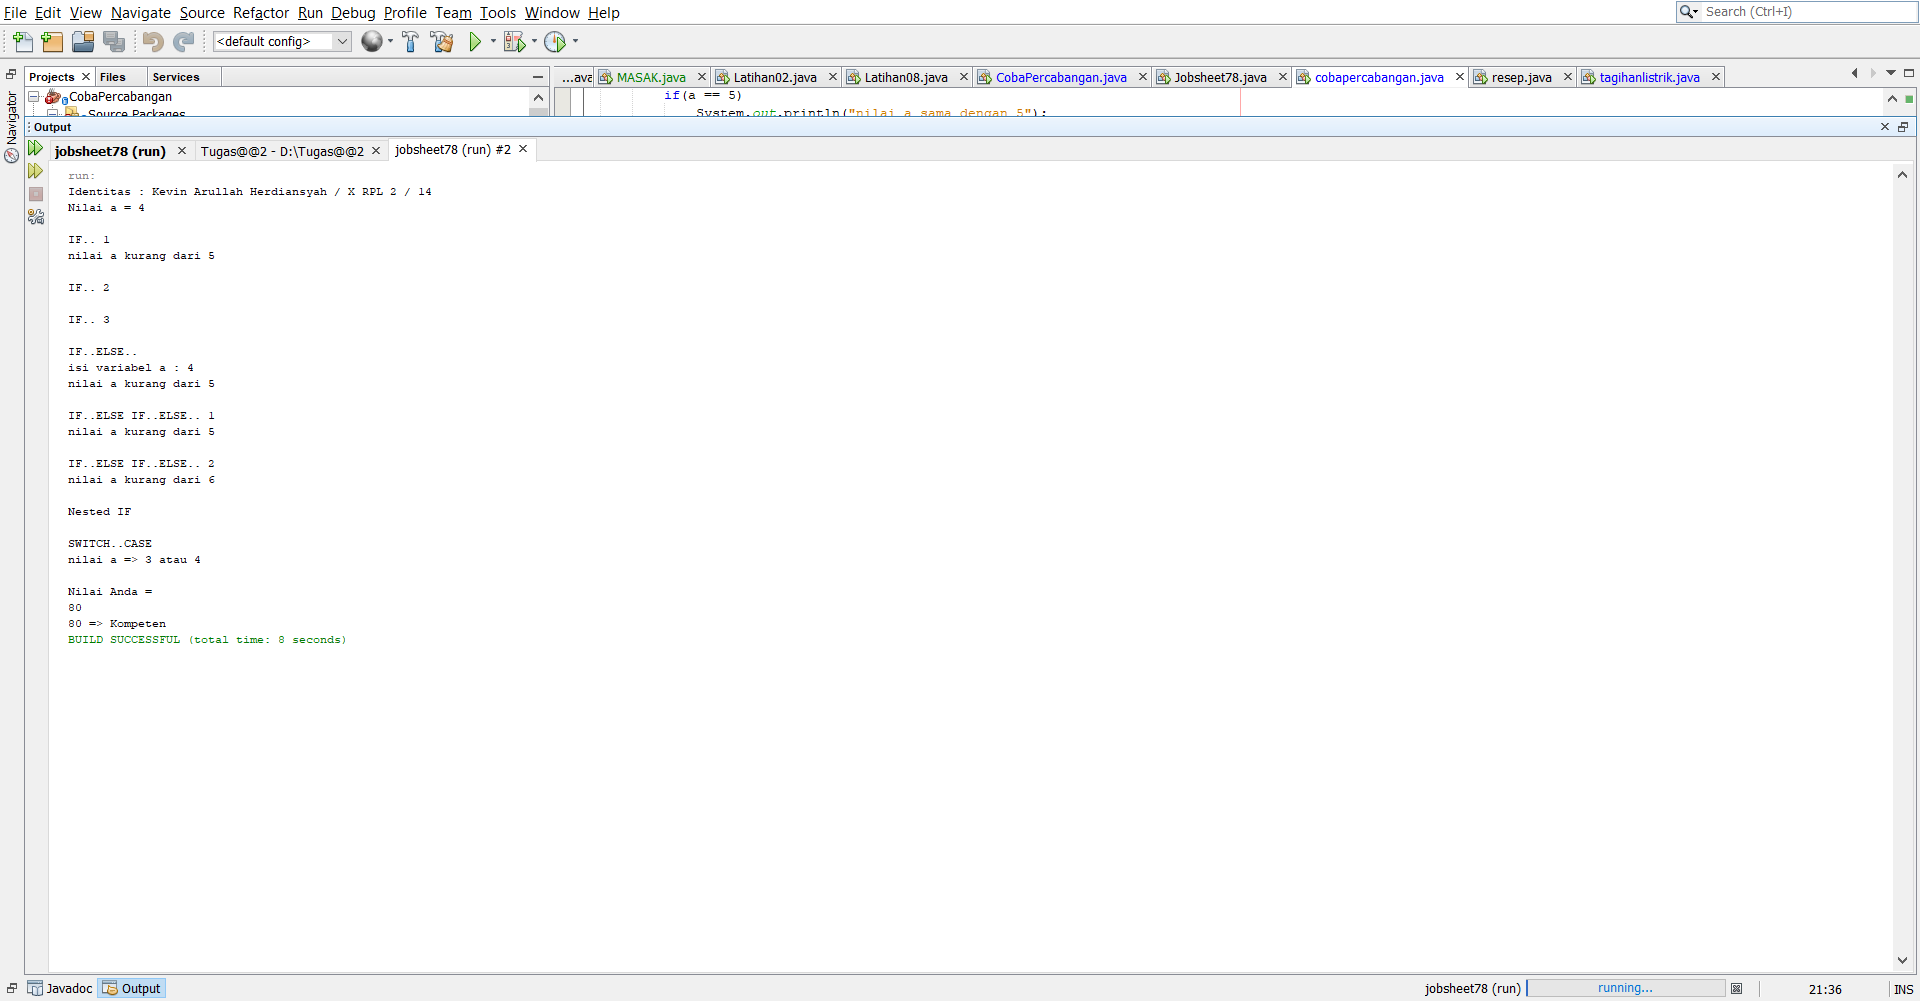 File Edit View Navigate Source Refactor Run Debug Profile Team Tools Window Help
Search (Ctrl+I)
<default config>
Projects Files Services
...ava MASAK.java Latihan02.java Latihan08.java CobaPercabangan.java Jobsheet78.java cobapercabangan.java resep.java tagihanlistrik.java
Navigator
CobaPercabangan
Source Packages
if(a == 5)
System.out.println("nilai a sama dengan 5");
Output
jobsheet78 (run) Tugas@@2 - D:\Tugas@@2 jobsheet78 (run) #2
run:
Identitas : Kevin Arullah Herdiansyah / X RPL 2 / 14
Nilai a = 4
IF.. 1
nilai a kurang dari 5
IF.. 2
IF.. 3
IF..ELSE..
isi variabel a : 4
nilai a kurang dari 5
IF..ELSE IF..ELSE.. 1
nilai a kurang dari 5
IF..ELSE IF..ELSE.. 2
nilai a kurang dari 6
Nested IF
SWITCH..CASE
nilai a => 3 atau 4
Nilai Anda =
80
80 => Kompeten
BUILD SUCCESSFUL (total time: 8 seconds)
Javadoc Output
jobsheet78 (run) running... 21:36 INS